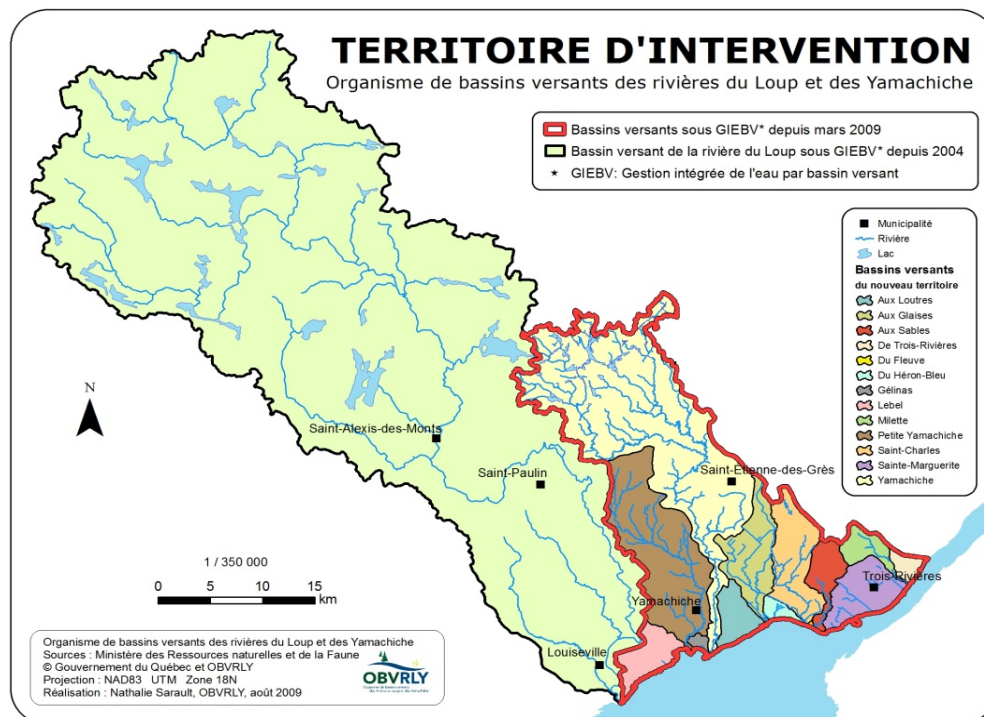 TERRITOIRE D'INTERVENTION
Organisme de bassins versants des rivières du Loup et des Yamachiche
Bassins versants sous GIEBV* depuis mars 2009
Bassin versant de la rivière du Loup sous GIEBV* depuis 2004
* GIEBV: Gestion intégrée de l'eau par bassin versant
Municipalité
Rivière
Lac
Bassins versants
du nouveau territoire
Aux Loutres
Aux Glaises
Aux Sables
De Trois-Rivières
Du Fleuve
Du Héron-Bleu
Gélinas
Lebel
Milette
Petite Yamachiche
Saint-Charles
Sainte-Marguerite
Yamachiche
N
Saint-Alexis-des-Monts
Saint-Paulin
Saint-Etienne-des-Grès
Trois-Rivières
Yamachiche
Louiseville
1 / 350 000
0 5 10 15
km
Organisme de bassins versants des rivières du Loup et des Yamachiche
Sources : Ministère des Ressources naturelles et de la Faune
© Gouvernement du Québec et OBVRLY
Projection : NAD83 UTM Zone 18N
Réalisation : Nathalie Sarault, OBVRLY, août 2009
OBVRLY